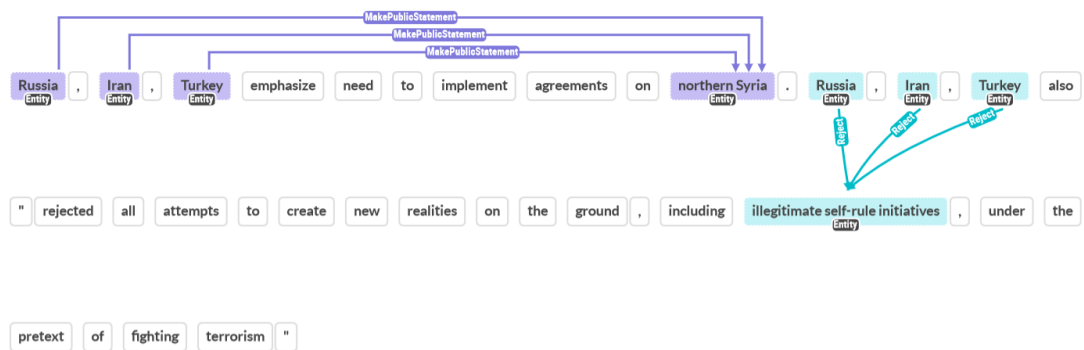 MakePublicStatement
MakePublicStatement
MakePublicStatement
Russia , Iran , Turkey emphasize need to implement agreements on northern Syria . Russia , Iran , Turkey also
Entity Entity Entity Entity Entity Entity Entity
Reject Reject Reject
" rejected all attempts to create new realities on the ground , including illegitimate self-rule initiatives , under the
Entity
pretext of fighting terrorism "